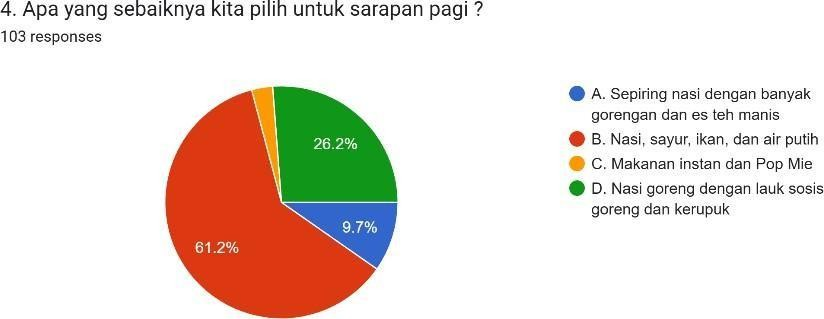 4. Apa yang sebaiknya kita pilih untuk sarapan pagi ?
103 responses
26.2%
9.7%
61.2%
A. Sepiring nasi dengan banyak
gorengan dan es teh manis
B. Nasi, sayur, ikan, dan air putih
C. Makanan instan dan Pop Mie
D. Nasi goreng dengan lauk sosis
goreng dan kerupuk